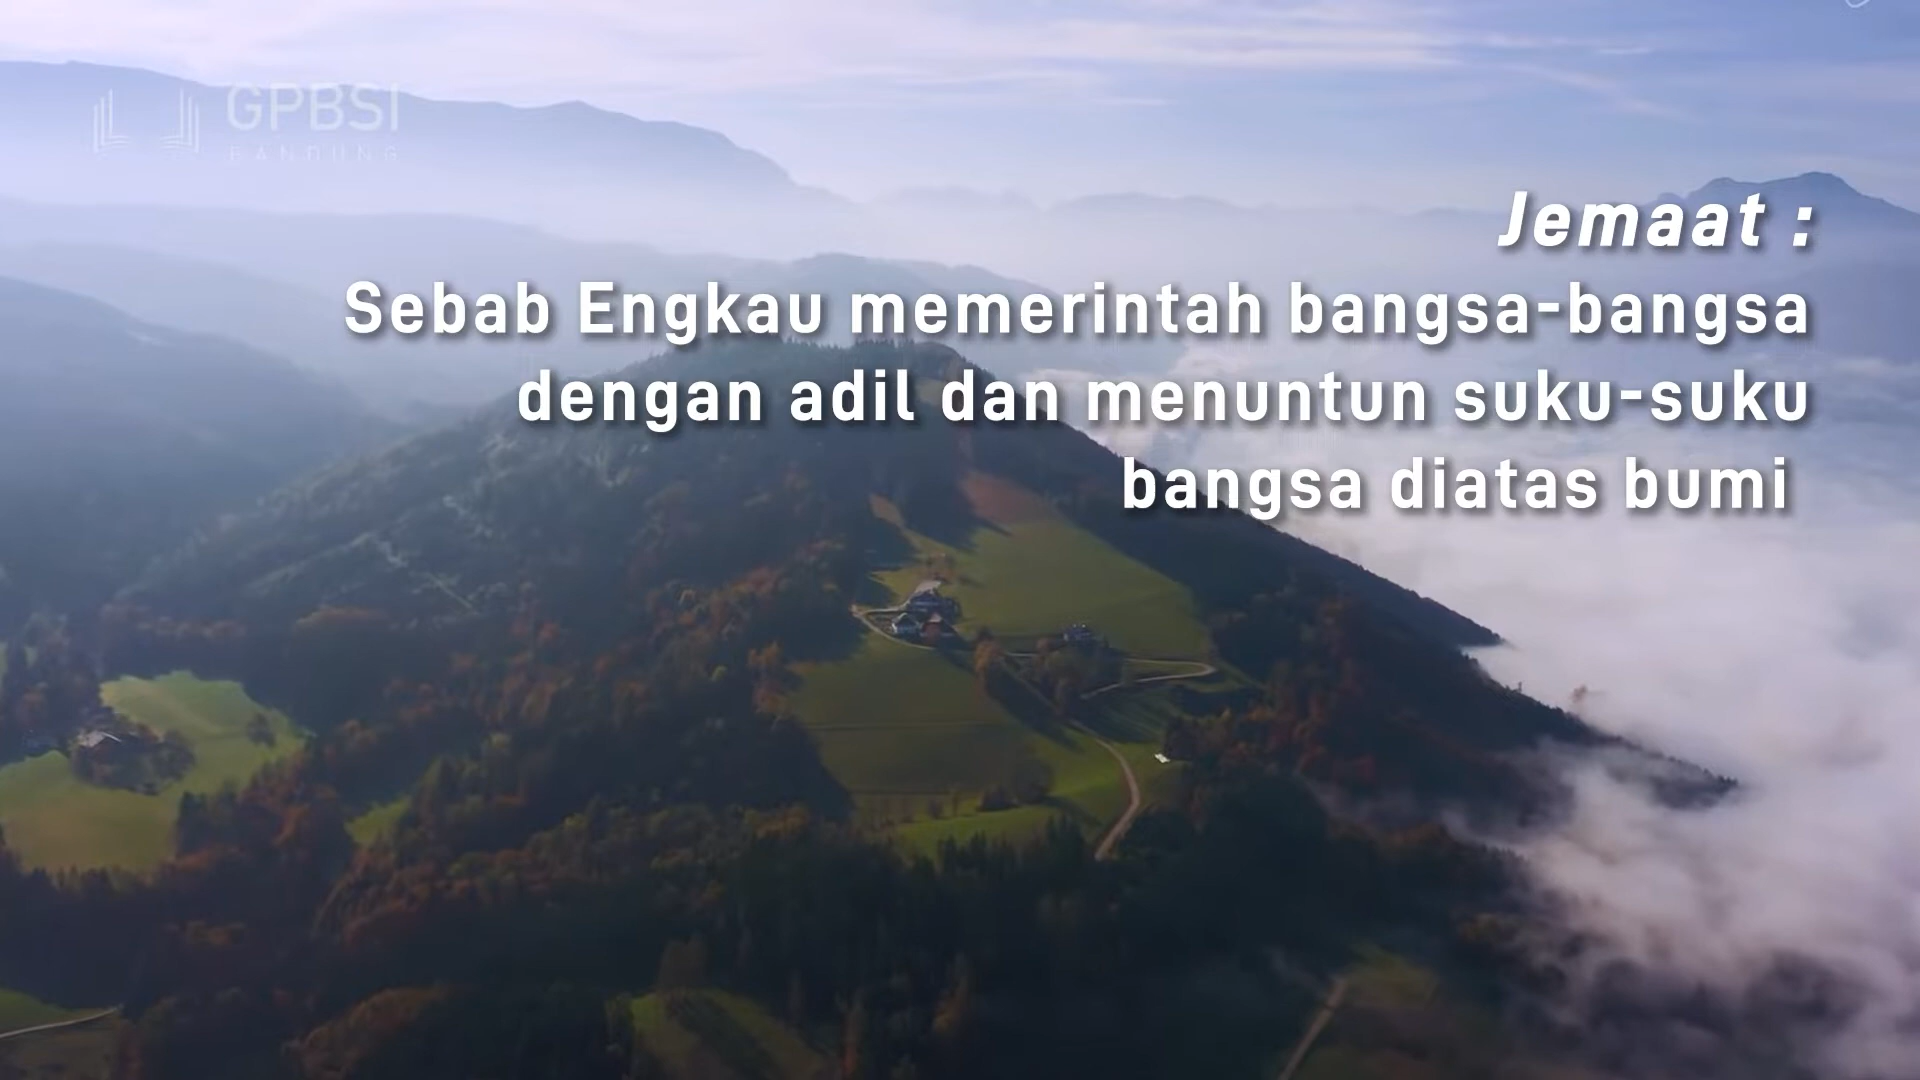 GPBSI
BANDUNG
Jemaat :
Sebab Engkau memerintah bangsa-bangsa
dengan adil dan menuntun suku-suku
bangsa diatas bumi